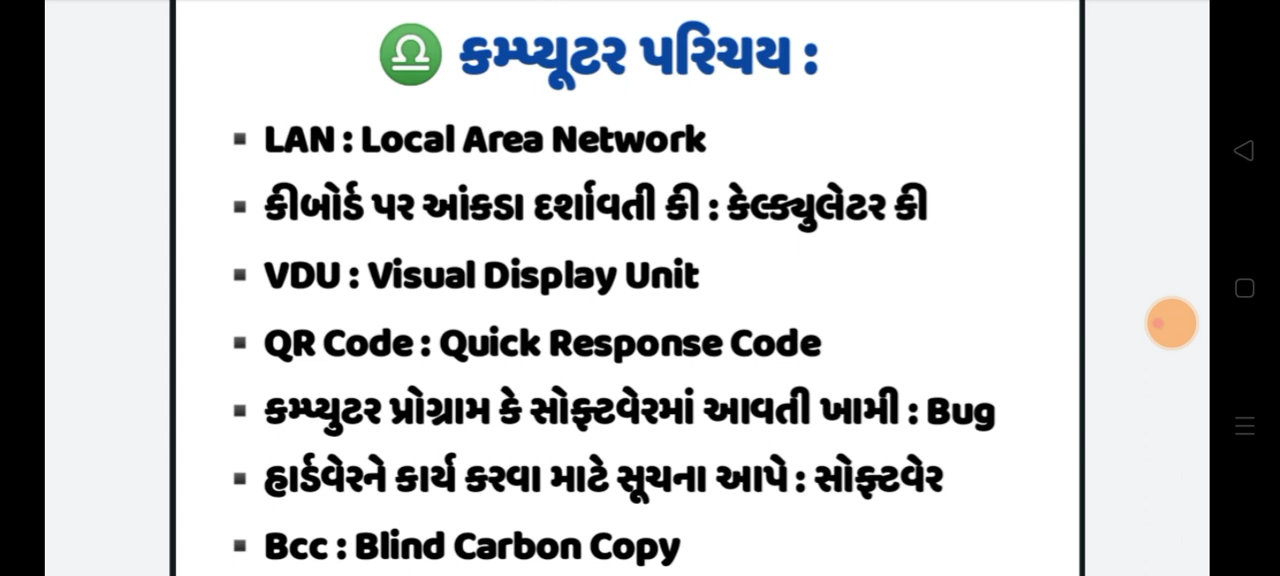 ♎ કમ્પ્યૂટર પરિચય :
▪ LAN : Local Area Network
▪ કીબોર્ડ પર આંકડા દર્શાવતી કી : કેલ્ક્યુલેટર કી
▪ VDU : Visual Display Unit
▪ QR Code : Quick Response Code
▪ કમ્પ્યુટર પ્રોગ્રામ કે સોફ્ટવેરમાં આવતી ખામી : Bug
▪ હાર્ડવેરને કાર્ય કરવા માટે સૂચના આપે : સોફ્ટવેર
▪ Bcc : Blind Carbon Copy